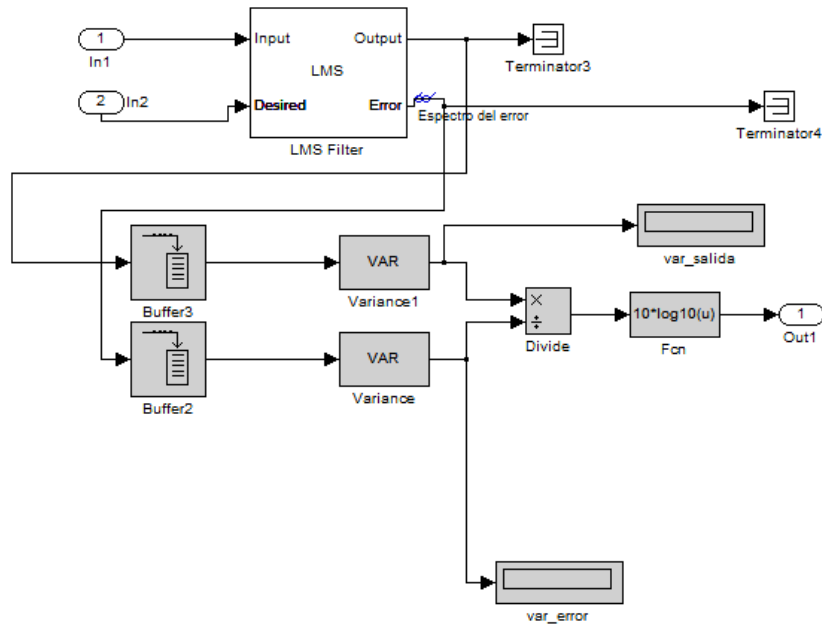 1
In1
2
In2
Input
Output
LMS
Desired
Error
LMS Filter
Terminator3
Espectro del error
Terminator4
Buffer3
VAR
Variance1
var_salida
×
÷
Divide
10*log10(u)
Fcn
1
Out1
Buffer2
VAR
Variance
var_error